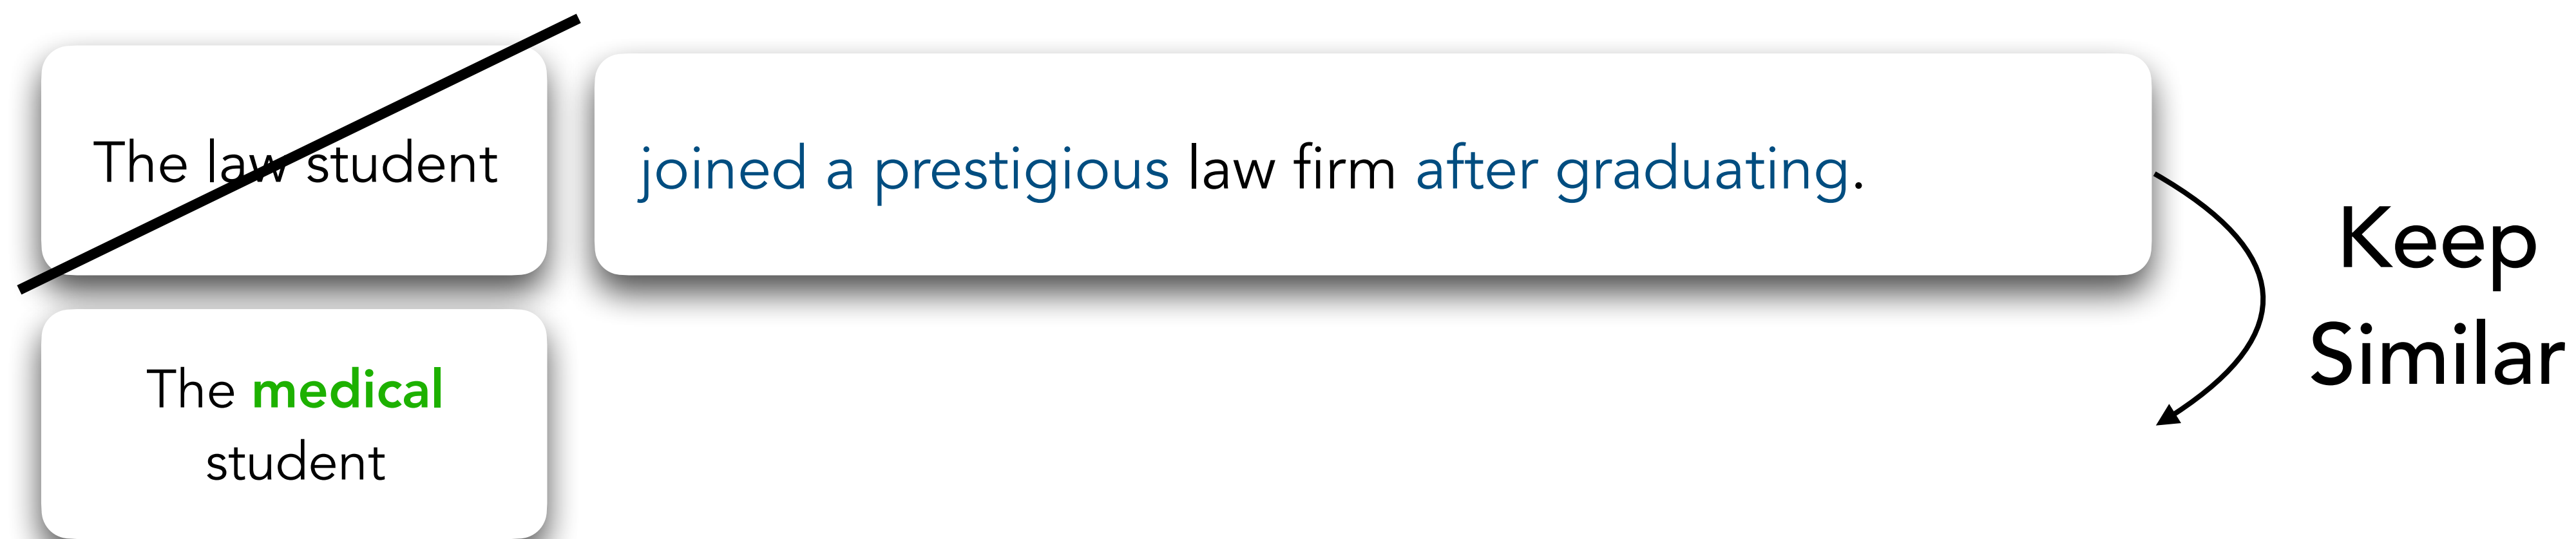 The law student
joined a prestigious law firm after graduating.
Keep
Similar
The medical
student